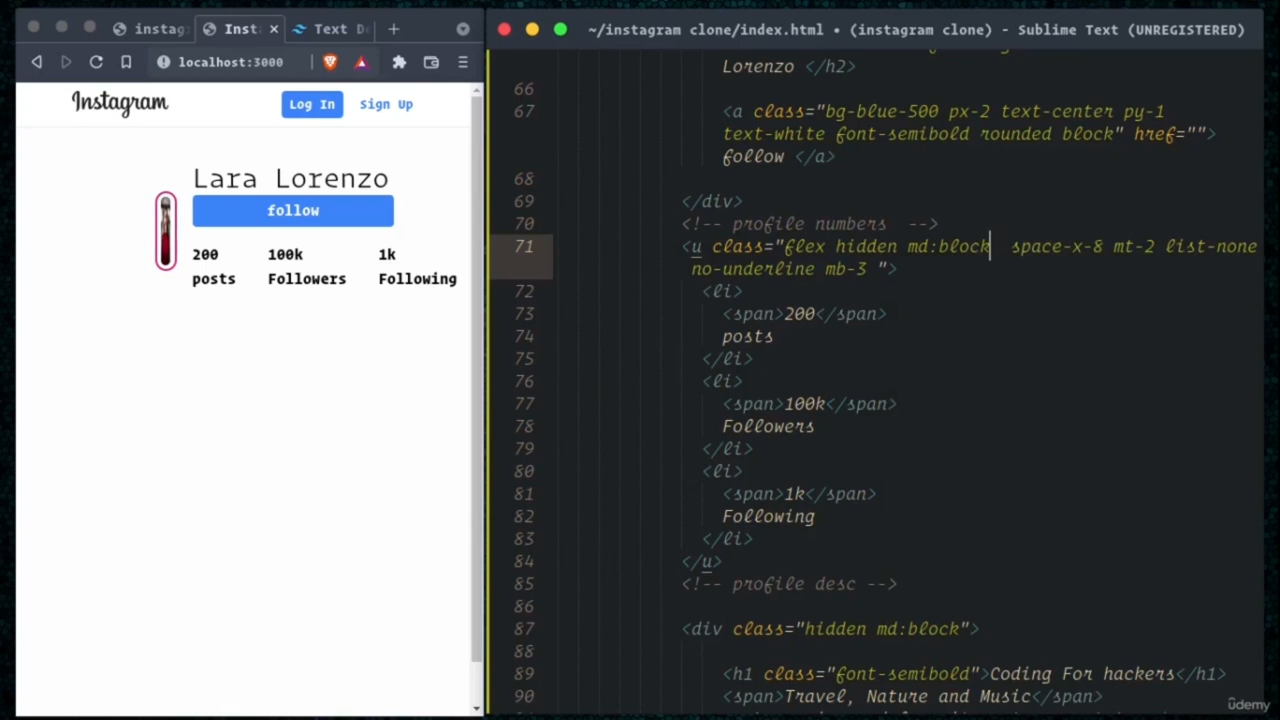 instag
Inst
Text D
localhost:3000
Instagram
Log In
Sign Up
Lara Lorenzo
follow
200
100k
1k
posts
Followers
Following
~/instagram clone/index.html • (instagram clone) - Sublime Text (UNREGISTERED)
Lorenzo </h2>
66
67 <a class="bg-blue-500 px-2 text-center py-1
text-white font-semibold rounded block" href="">
follow </a>
68
69 </div>
70 <!-- profile numbers -->
71 <u class="flex hidden md:block  space-x-8 mt-2 list-none
no-underline mb-3 ">
72 <li>
73 <span>200</span>
74 posts
75 </li>
76 <li>
77 <span>100k</span>
78 Followers
79 </li>
80 <li>
81 <span>1k</span>
82 Following
83 </li>
84 </u>
85 <!-- profile desc -->
86
87 <div class="hidden md:block">
88
89 <h1 class="font-semibold">Coding For hackers</h1>
90 <span>Travel, Nature and Music</span>
ûdemy